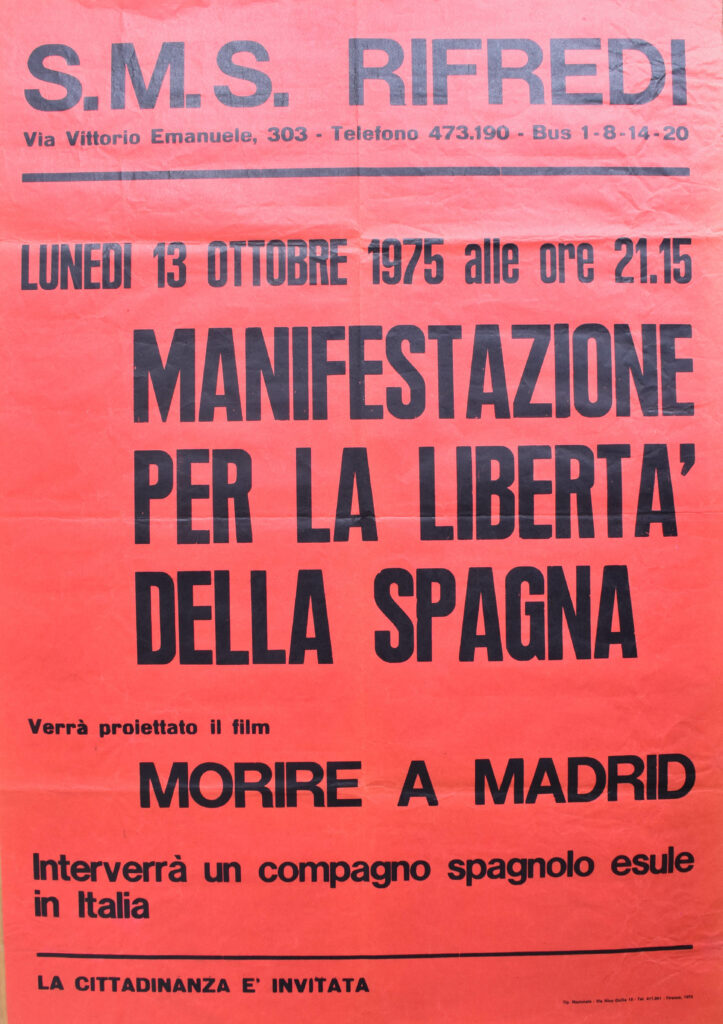 S.M.S. RIFREDI
Via Vittorio Emanuele, 303 - Telefono 473.190 - Bus 1-8-14-20
LUNEDI 13 OTTOBRE 1975 alle ore 21.15
MANIFESTAZIONE
PER LA LIBERTA'
DELLA SPAGNA
Verrà proiettato il film
MORIRE A MADRID
Interverrà un compagno spagnolo esule
in Italia
LA CITTADINANZA E' INVITATA